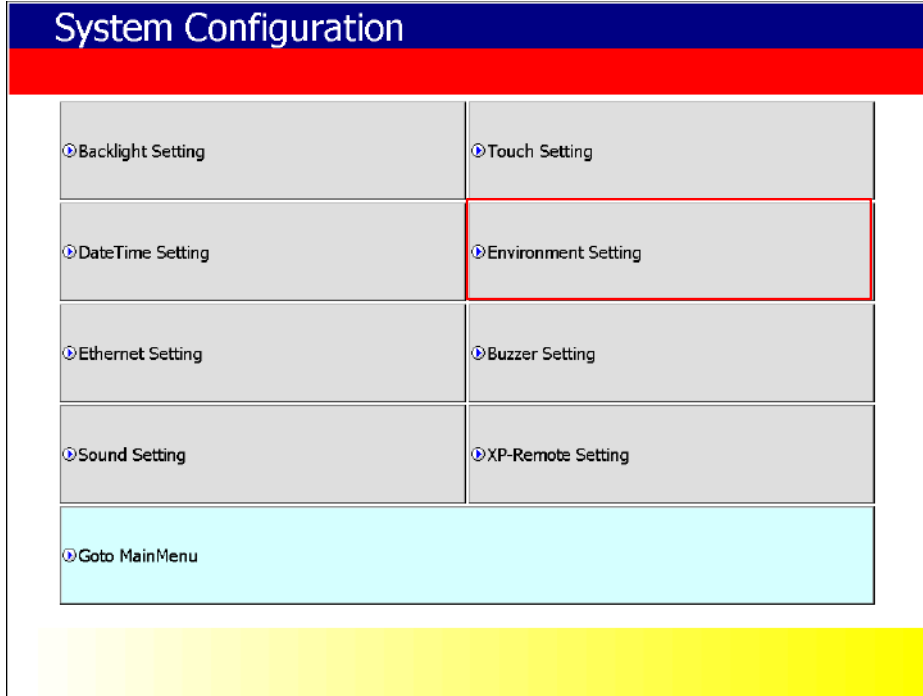 System Configuration
Backlight Setting
Touch Setting
DateTime Setting
Environment Setting
Ethernet Setting
Buzzer Setting
Sound Setting
XP-Remote Setting
Goto MainMenu